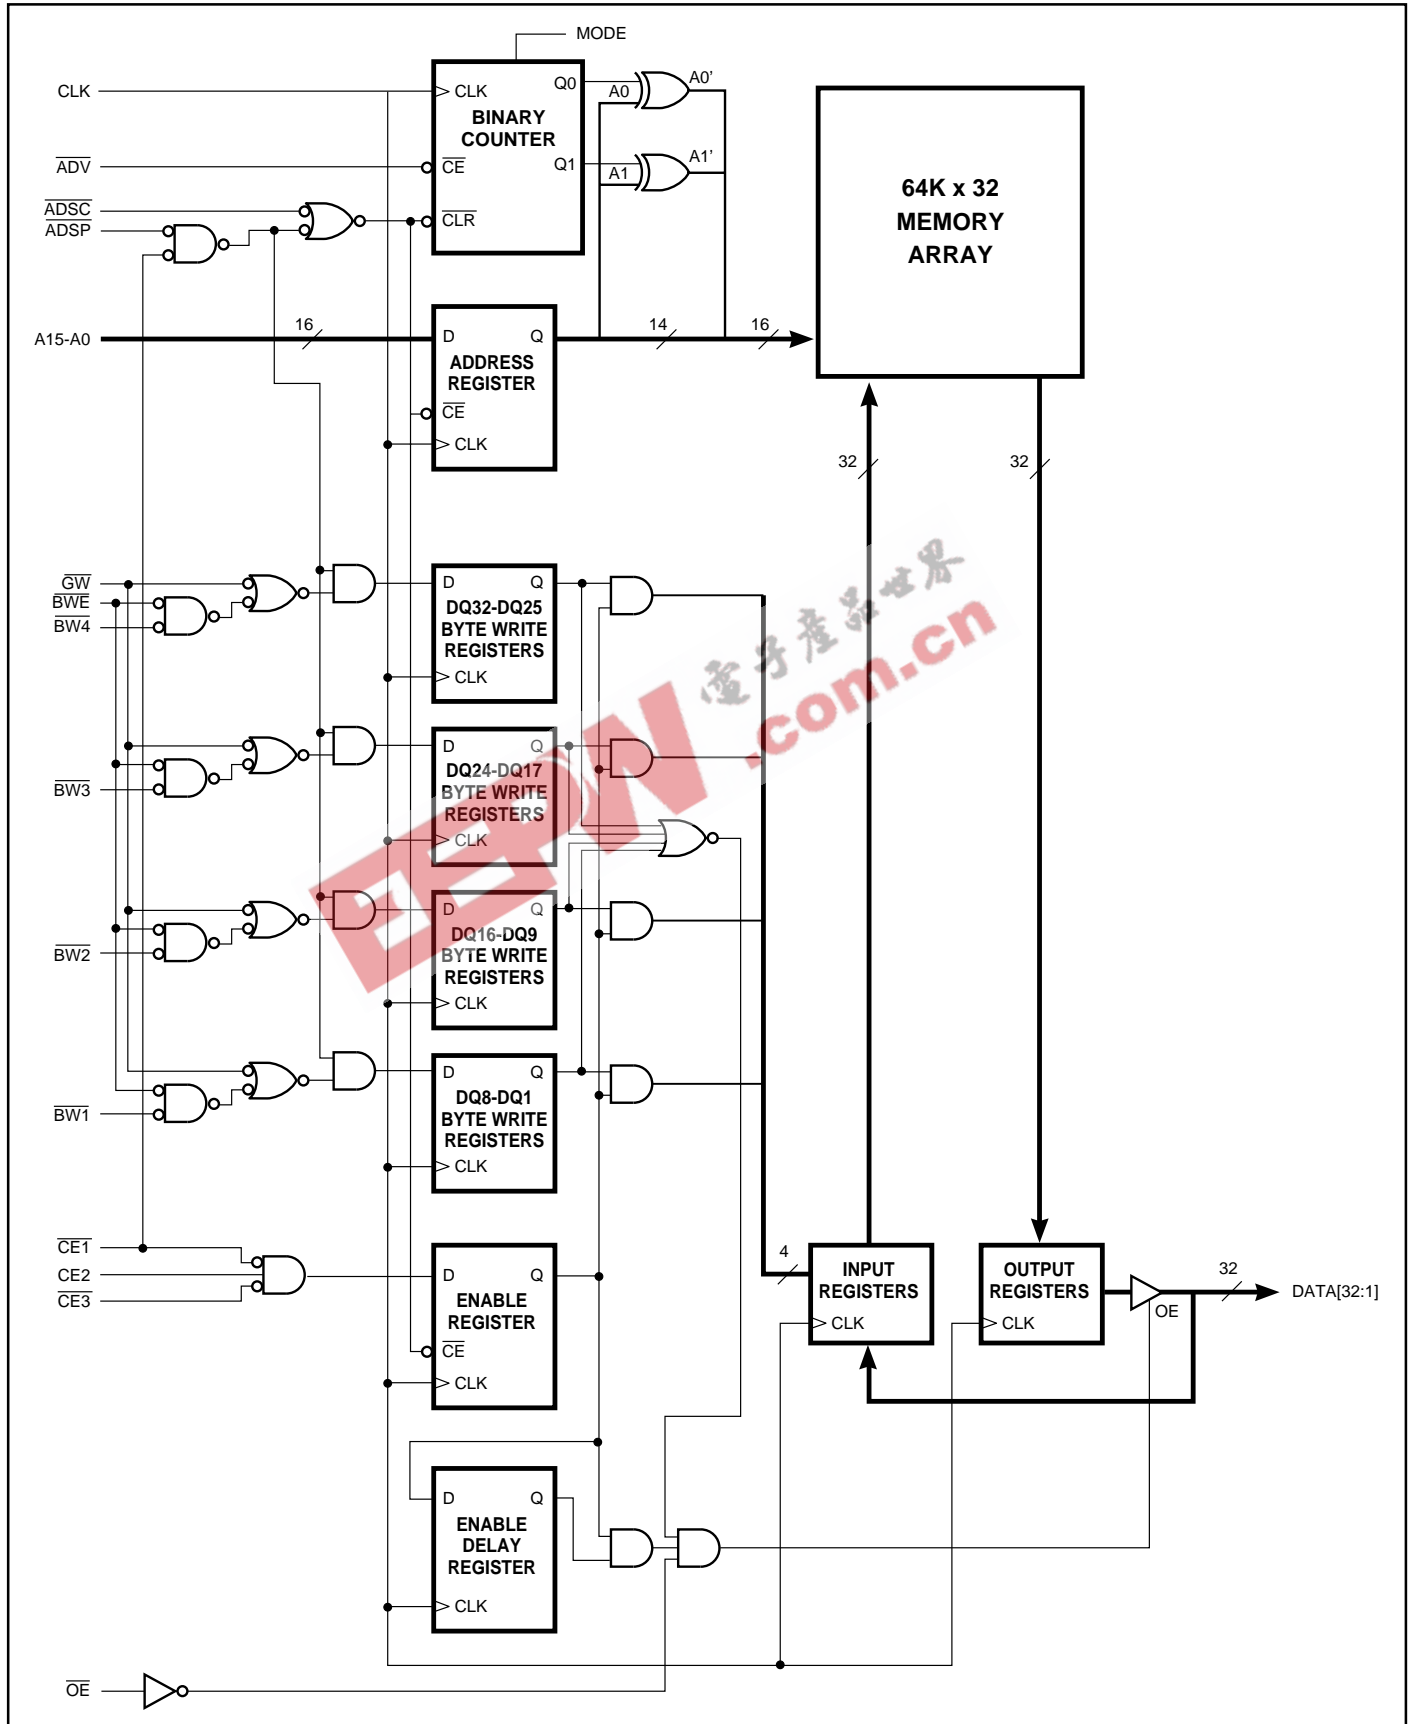 MODE
CLK
CLK
Q0
A0
A0'
BINARY
COUNTER
ADV
CE
Q1
A1
A1'
ADSC
ADSP
CLR
64K x 32
MEMORY
ARRAY
A15-A0
16
D
Q
14
16
ADDRESS
REGISTER
CE
CLK
32
32
GW
BWE
BW4
D
Q
DQ32-DQ25
BYTE WRITE
REGISTERS
CLK
電子產品世界
EEPW
.com.cn
BW3
D
Q
DQ24-DQ17
BYTE WRITE
REGISTERS
CLK
BW2
D
Q
DQ16-DQ9
BYTE WRITE
REGISTERS
CLK
BW1
D
Q
DQ8-DQ1
BYTE WRITE
REGISTERS
CLK
CE1
CE2
CE3
D
Q
ENABLE
REGISTER
CE
CLK
4
INPUT
REGISTERS
CLK
OUTPUT
REGISTERS
CLK
OE
32
DATA[32:1]
D
Q
ENABLE
DELAY
REGISTER
CLK
OE